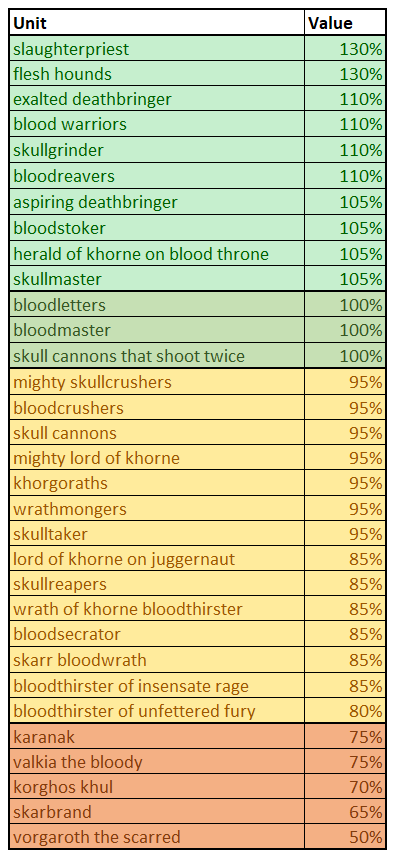 Unit Value
slaughterpriest 130%
flesh hounds 130%
exalted deathbringer 110%
blood warriors 110%
skullgrinder 110%
bloodreavers 110%
aspiring deathbringer 105%
bloodstoker 105%
herald of khorne on blood throne 105%
skullmaster 105%
bloodletters 100%
bloodmaster 100%
skull cannons that shoot twice 100%
mighty skullcrushers 95%
bloodcrushers 95%
skull cannons 95%
mighty lord of khorne 95%
khorgoraths 95%
wrathmongers 95%
skulltaker 95%
lord of khorne on juggernaut 85%
skullreapers 85%
wrath of khorne bloodthirster 85%
bloodsecrator 85%
skarr bloodwrath 85%
bloodthirster of insensate rage 85%
bloodthirster of unfettered fury 80%
karanak 75%
valkia the bloody 75%
korghos khul 70%
skarbrand 65%
vorgaroth the scarred 50%